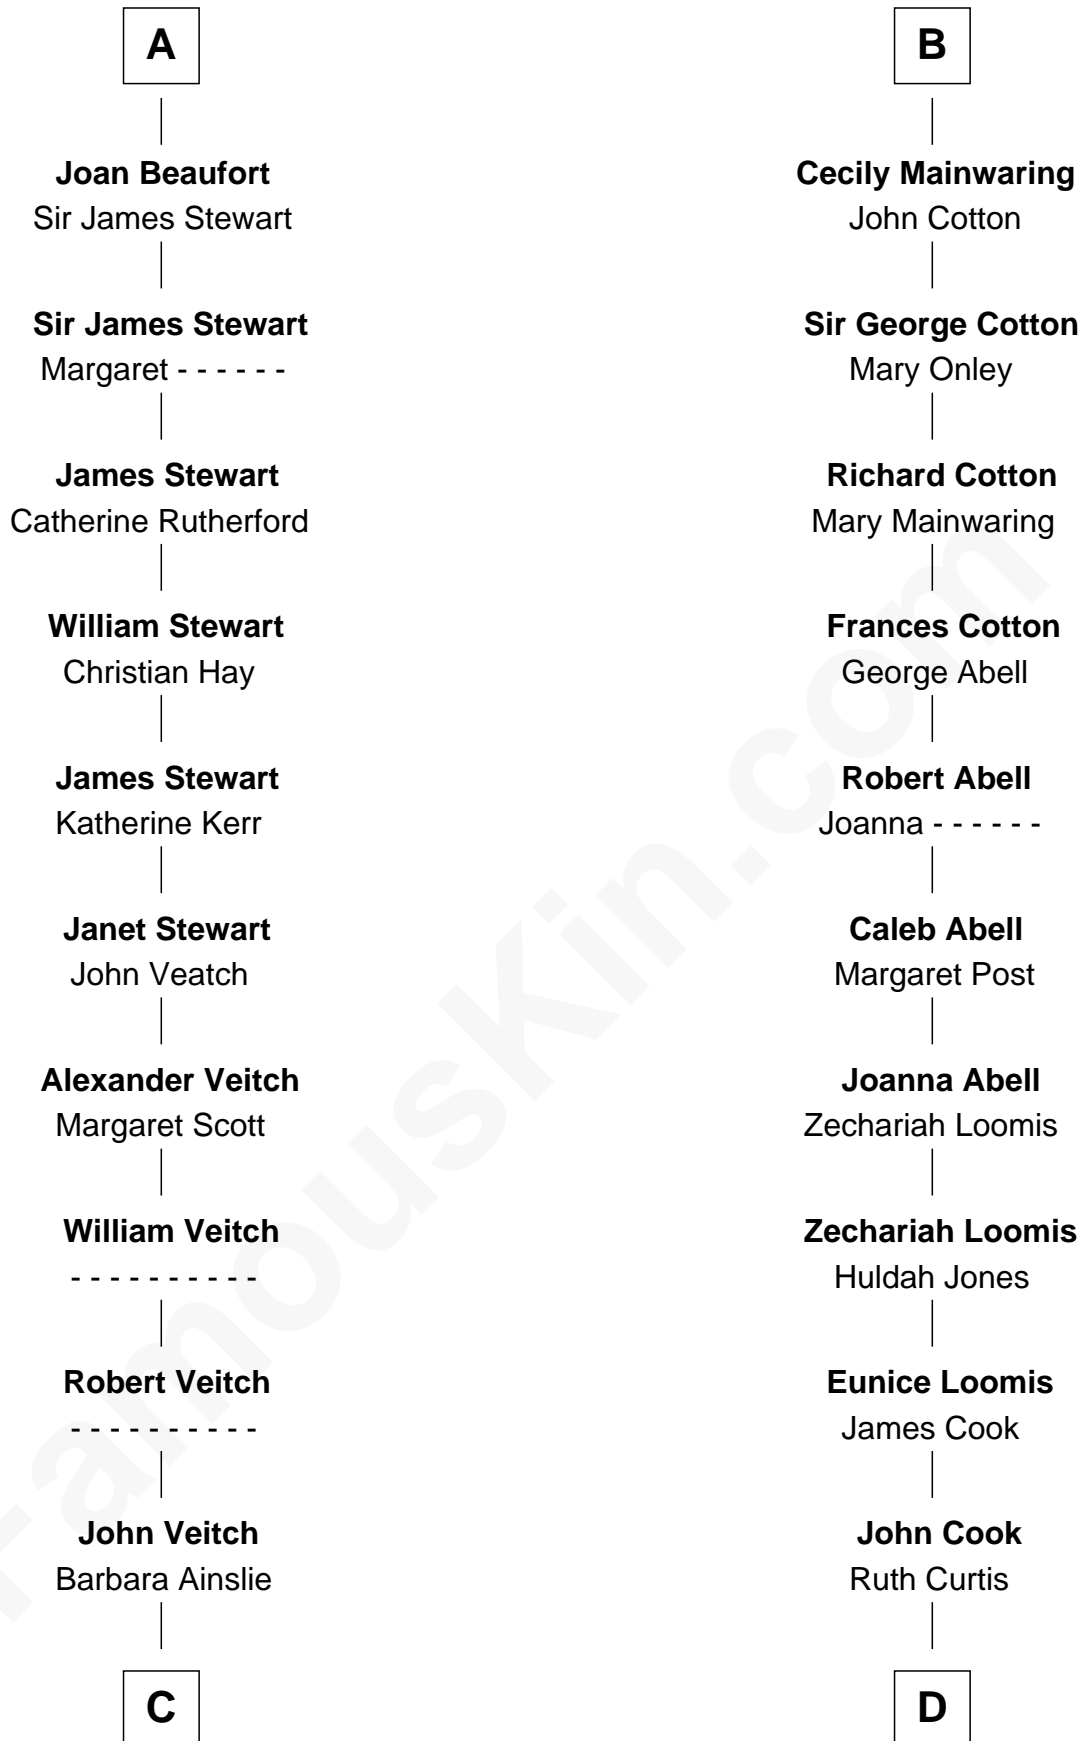 A
Joan Beaufort
Sir James Stewart
Sir James Stewart
Margaret - - - - - -
James Stewart
Catherine Rutherford
William Stewart
Christian Hay
James Stewart
Katherine Kerr
Janet Stewart
John Veatch
Alexander Veitch
Margaret Scott
William Veitch
- - - - - - - - - -
Robert Veitch
- - - - - - - - - -
John Veitch
Barbara Ainslie
C
B
Cecily Mainwaring
John Cotton
Sir George Cotton
Mary Onley
Richard Cotton
Mary Mainwaring
Frances Cotton
George Abell
Robert Abell
Joanna - - - - - -
Caleb Abell
Margaret Post
Joanna Abell
Zechariah Loomis
Zechariah Loomis
Huldah Jones
Eunice Loomis
James Cook
John Cook
Ruth Curtis
D
FamousKin.com